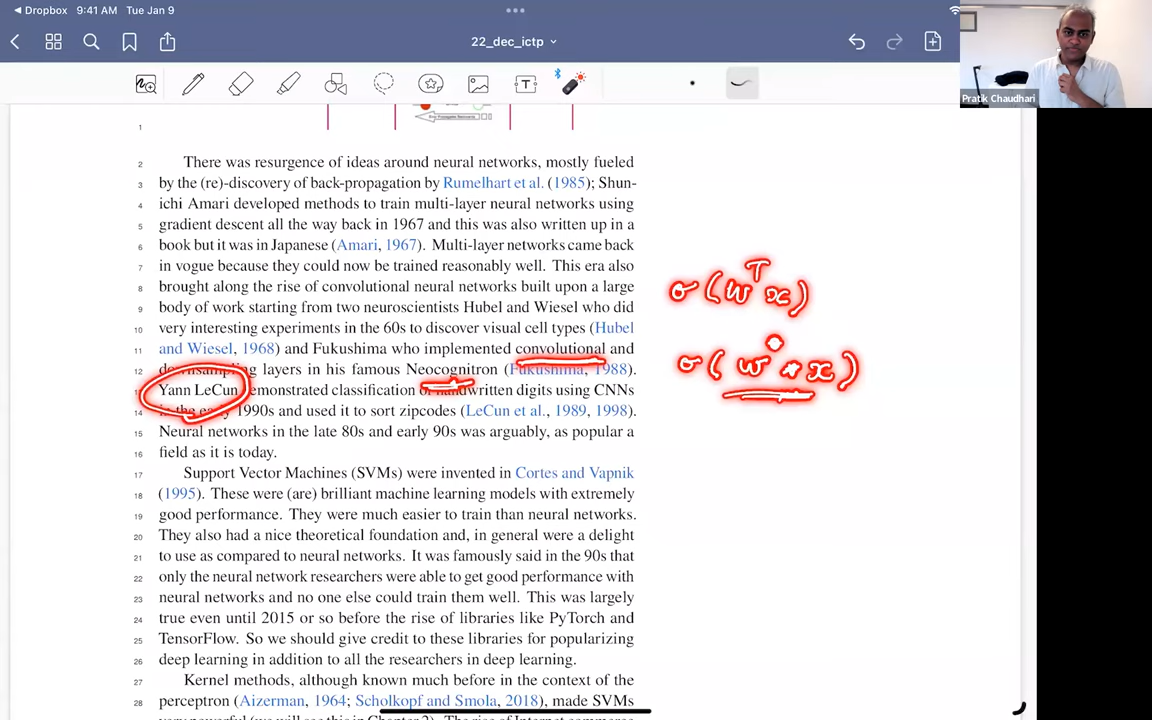 Dropbox 9:41 AM Tue Jan 9
22_dec_ictp
Pratik Chaudhari
1
2 There was resurgence of ideas around neural networks, mostly fueled
3 by the (re)-discovery of back-propagation by Rumelhart et al. (1985); Shun-
4 ichi Amari developed methods to train multi-layer neural networks using
5 gradient descent all the way back in 1967 and this was also written up in a
6 book but it was in Japanese (Amari, 1967). Multi-layer networks came back
7 in vogue because they could now be trained reasonably well. This era also
8 brought along the rise of convolutional neural networks built upon a large
9 body of work starting from two neuroscientists Hubel and Wiesel who did
10 very interesting experiments in the 60s to discover visual cell types (Hubel
11 and Wiesel, 1968) and Fukushima who implemented convolutional and
12 downsampling layers in his famous Neocognitron (Fukushima, 1988).
13 Yann LeCun demonstrated classification of handwritten digits using CNNs
14 in the early 1990s and used it to sort zipcodes (LeCun et al., 1989, 1998).
15 Neural networks in the late 80s and early 90s was arguably, as popular a
16 field as it is today.
σ(wᵀx)
σ(w * x)
17 Support Vector Machines (SVMs) were invented in Cortes and Vapnik
18 (1995). These were (are) brilliant machine learning models with extremely
19 good performance. They were much easier to train than neural networks.
20 They also had a nice theoretical foundation and, in general were a delight
21 to use as compared to neural networks. It was famously said in the 90s that
22 only the neural network researchers were able to get good performance with
23 neural networks and no one else could train them well. This was largely
24 true even until 2015 or so before the rise of libraries like PyTorch and
25 TensorFlow. So we should give credit to these libraries for popularizing
26 deep learning in addition to all the researchers in deep learning.
27 Kernel methods, although known much before in the context of the
28 perceptron (Aizerman, 1964; Scholkopf and Smola, 2018), made SVMs
very powerful (we will see this in Chapter 2). The rise of Internet commerce